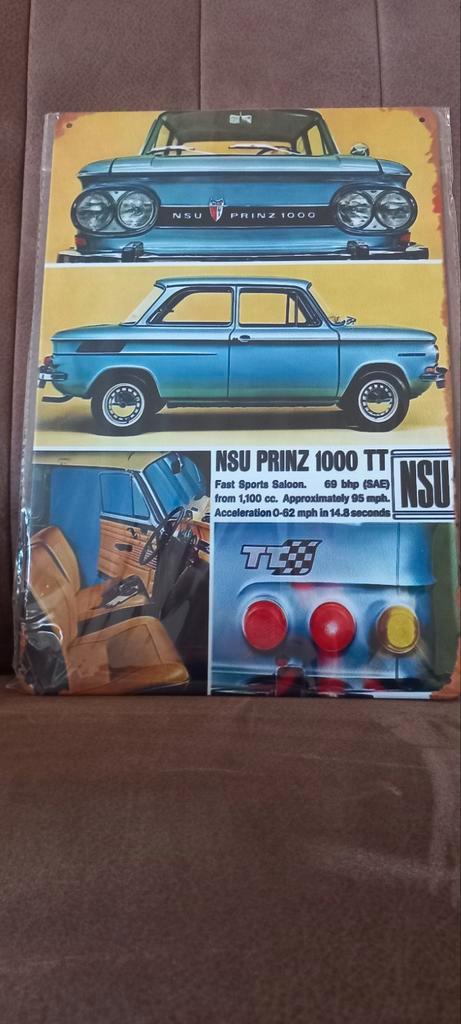 NSU PRINZ 1000
NSU PRINZ 1000 TT
Fast Sports Saloon. 69 bhp (SAE)
from 1,100 cc. Approximately 95 mph.
Acceleration 0-62 mph in 14.8 seconds
NSU
TT